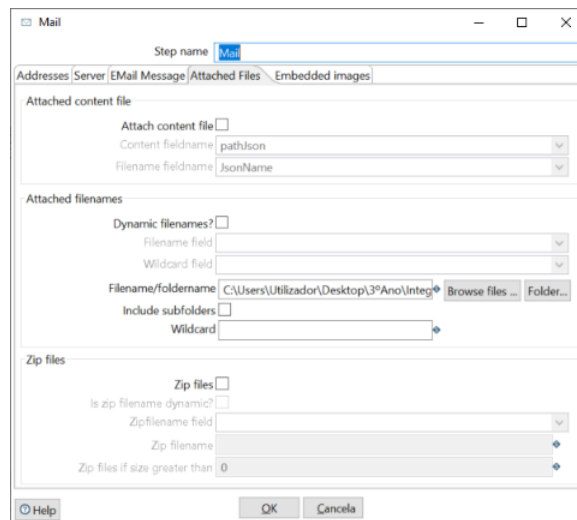 Mail
Step name Mail
Addresses Server EMail Message Attached Files Embedded images
Attached content file
Attach content file
Content fieldname pathJson
Filename fieldname JsonName
Attached filenames
Dynamic filenames?
Filename field
Wildcard field
Filename/foldername C:\Users\Utilizador\Desktop\3ºAno\Integ Browse files ... Folder...
Include subfolders
Wildcard
Zip files
Zip files
Is zip filename dynamic?
Zipfilename field
Zip filename
Zip files if size greater than 0
Help OK Cancela